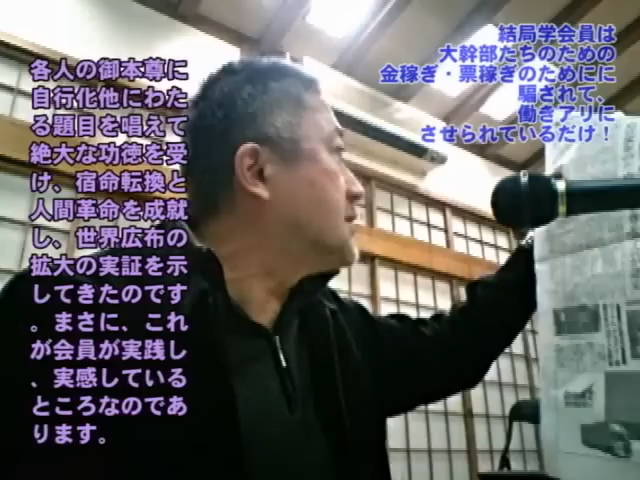 各人の御本尊に
自行化他にわた
る題目を唱えて
絶大な功徳を受
け、宿命転換と
人間革命を成就
し、世界広布の
拡大の実証を示
してきたのです
。まさに、これ
が会員が実践し
、実感している
ところなのであ
ります。
結局学会員は
大幹部たちのための
金稼ぎ・票稼ぎのためにに
騙されて、
働きアリに
させられているだけ！